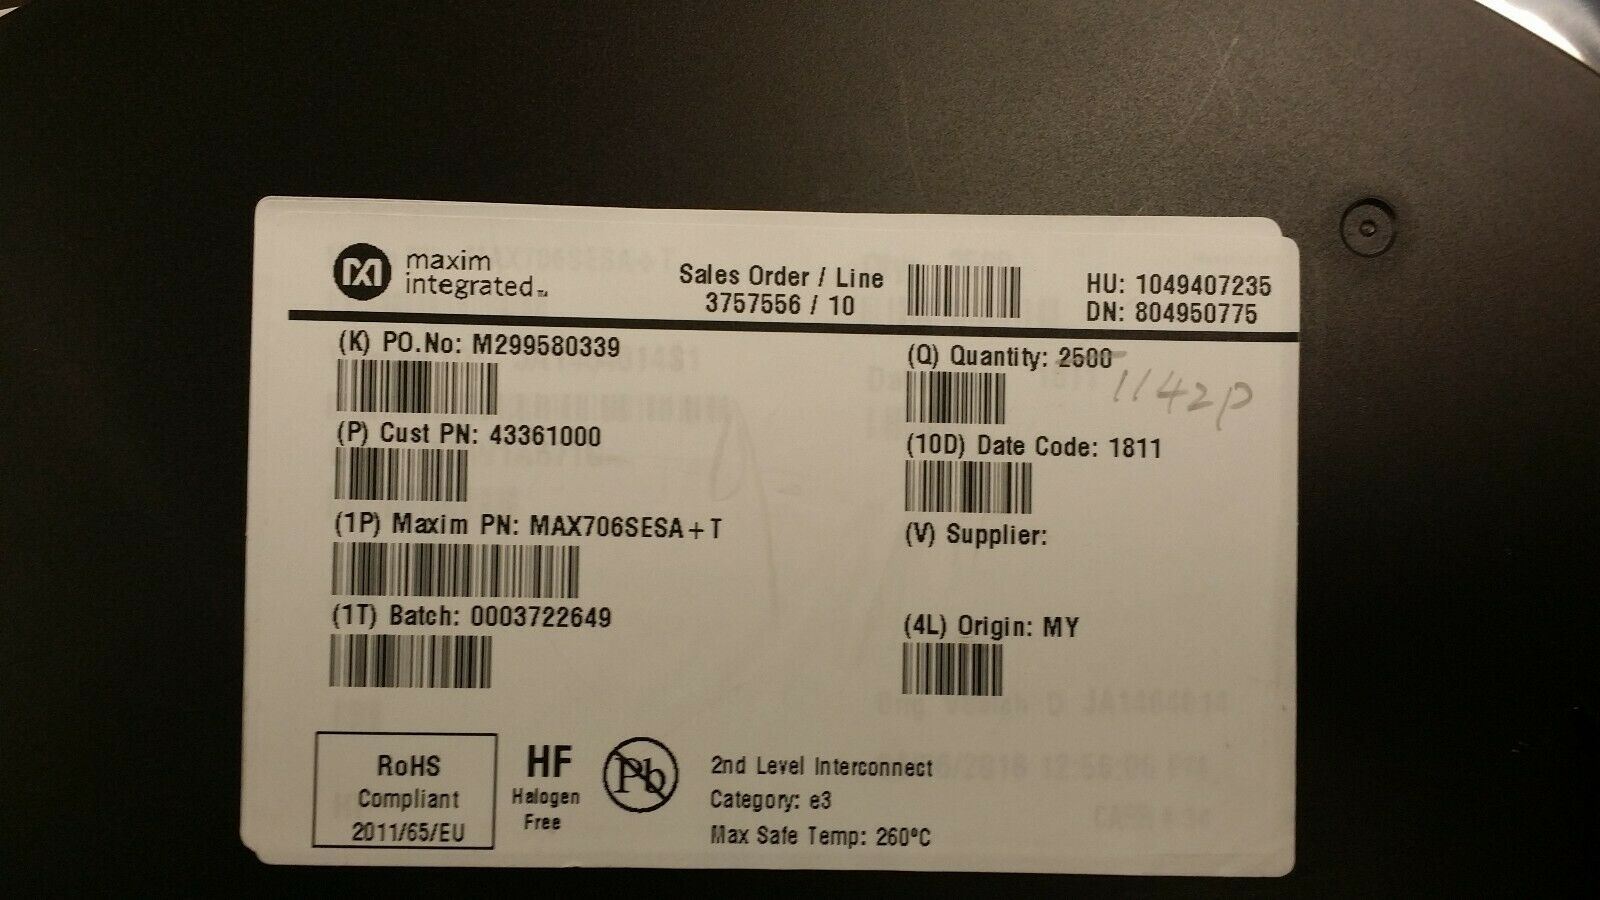 maxim integrated™
Sales Order / Line
3757556 / 10
HU: 1049407235
DN: 804950775
(K) PO.No: M299580339
(Q) Quantity: 2500
1142p
(P) Cust PN: 43361000
(10D) Date Code: 1811
(1P) Maxim PN: MAX706SESA+T
(V) Supplier:
(1T) Batch: 0003722649
(4L) Origin: MY
RoHS
Compliant
2011/65/EU
HF
Halogen
Free
Pb
2nd Level Interconnect
Category: e3
Max Safe Temp: 260ºC